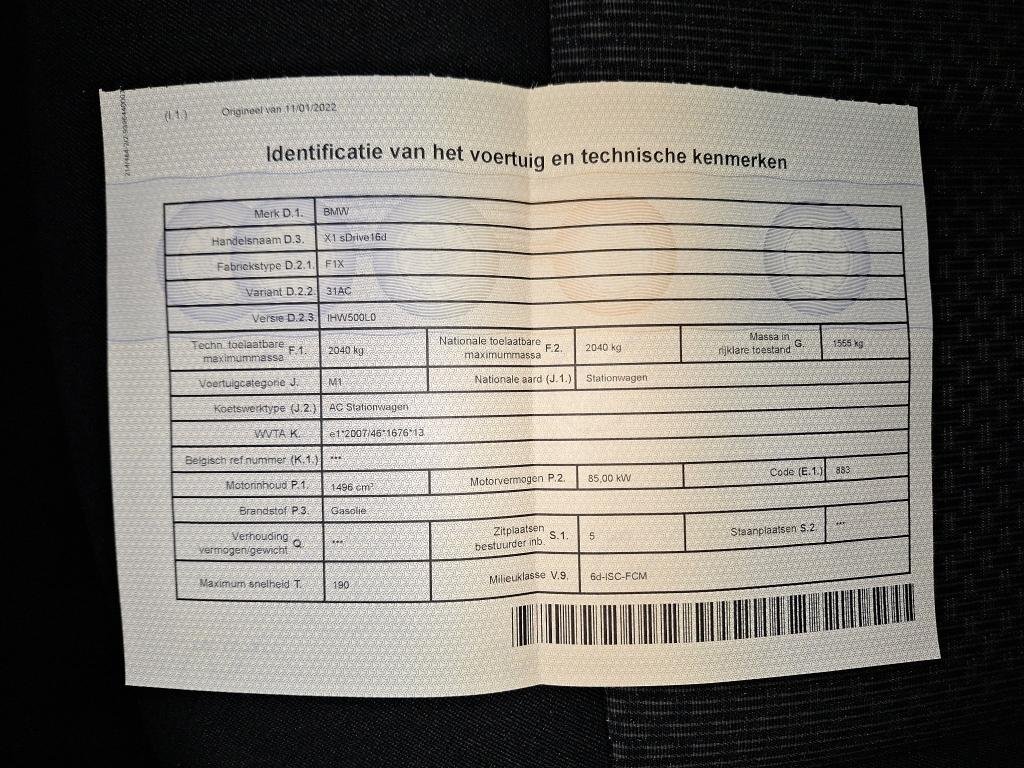 (I.1.) Origineel van 11/01/2022
Identificatie van het voertuig en technische kenmerken
Merk D.1. BMW
Handelsnaam D.3. X1 sDrive16d
Fabriekstype D.2.1. F1X
Variant D.2.2. 31AC
Versie D.2.3. IHW500L0
Techn. toelaatbare maximummassa F.1. 2040 kg Nationale toelaatbare maximummassa F.2. 2040 kg Massa in rijklare toestand G. 1555 kg
Voertuigcategorie J. M1 Nationale aard (J.1.) Stationwagen
Koetswerktype (J.2.) AC Stationwagen
WVTA K. e1*2007/46*1676*13
Belgisch ref.nummer (K.1.) ***
Motorinhoud P.1. 1496 cm³ Motorvermogen P.2. 85,00 kW Code (E.1.) 883
Brandstof P.3. Gasolie
Verhouding vermogen/gewicht Q. *** Zitplaatsen bestuurder inb. S.1. 5 Staanplaatsen S.2. ***
Maximum snelheid T. 190 Milieuklasse V.9. 6d-ISC-FCM